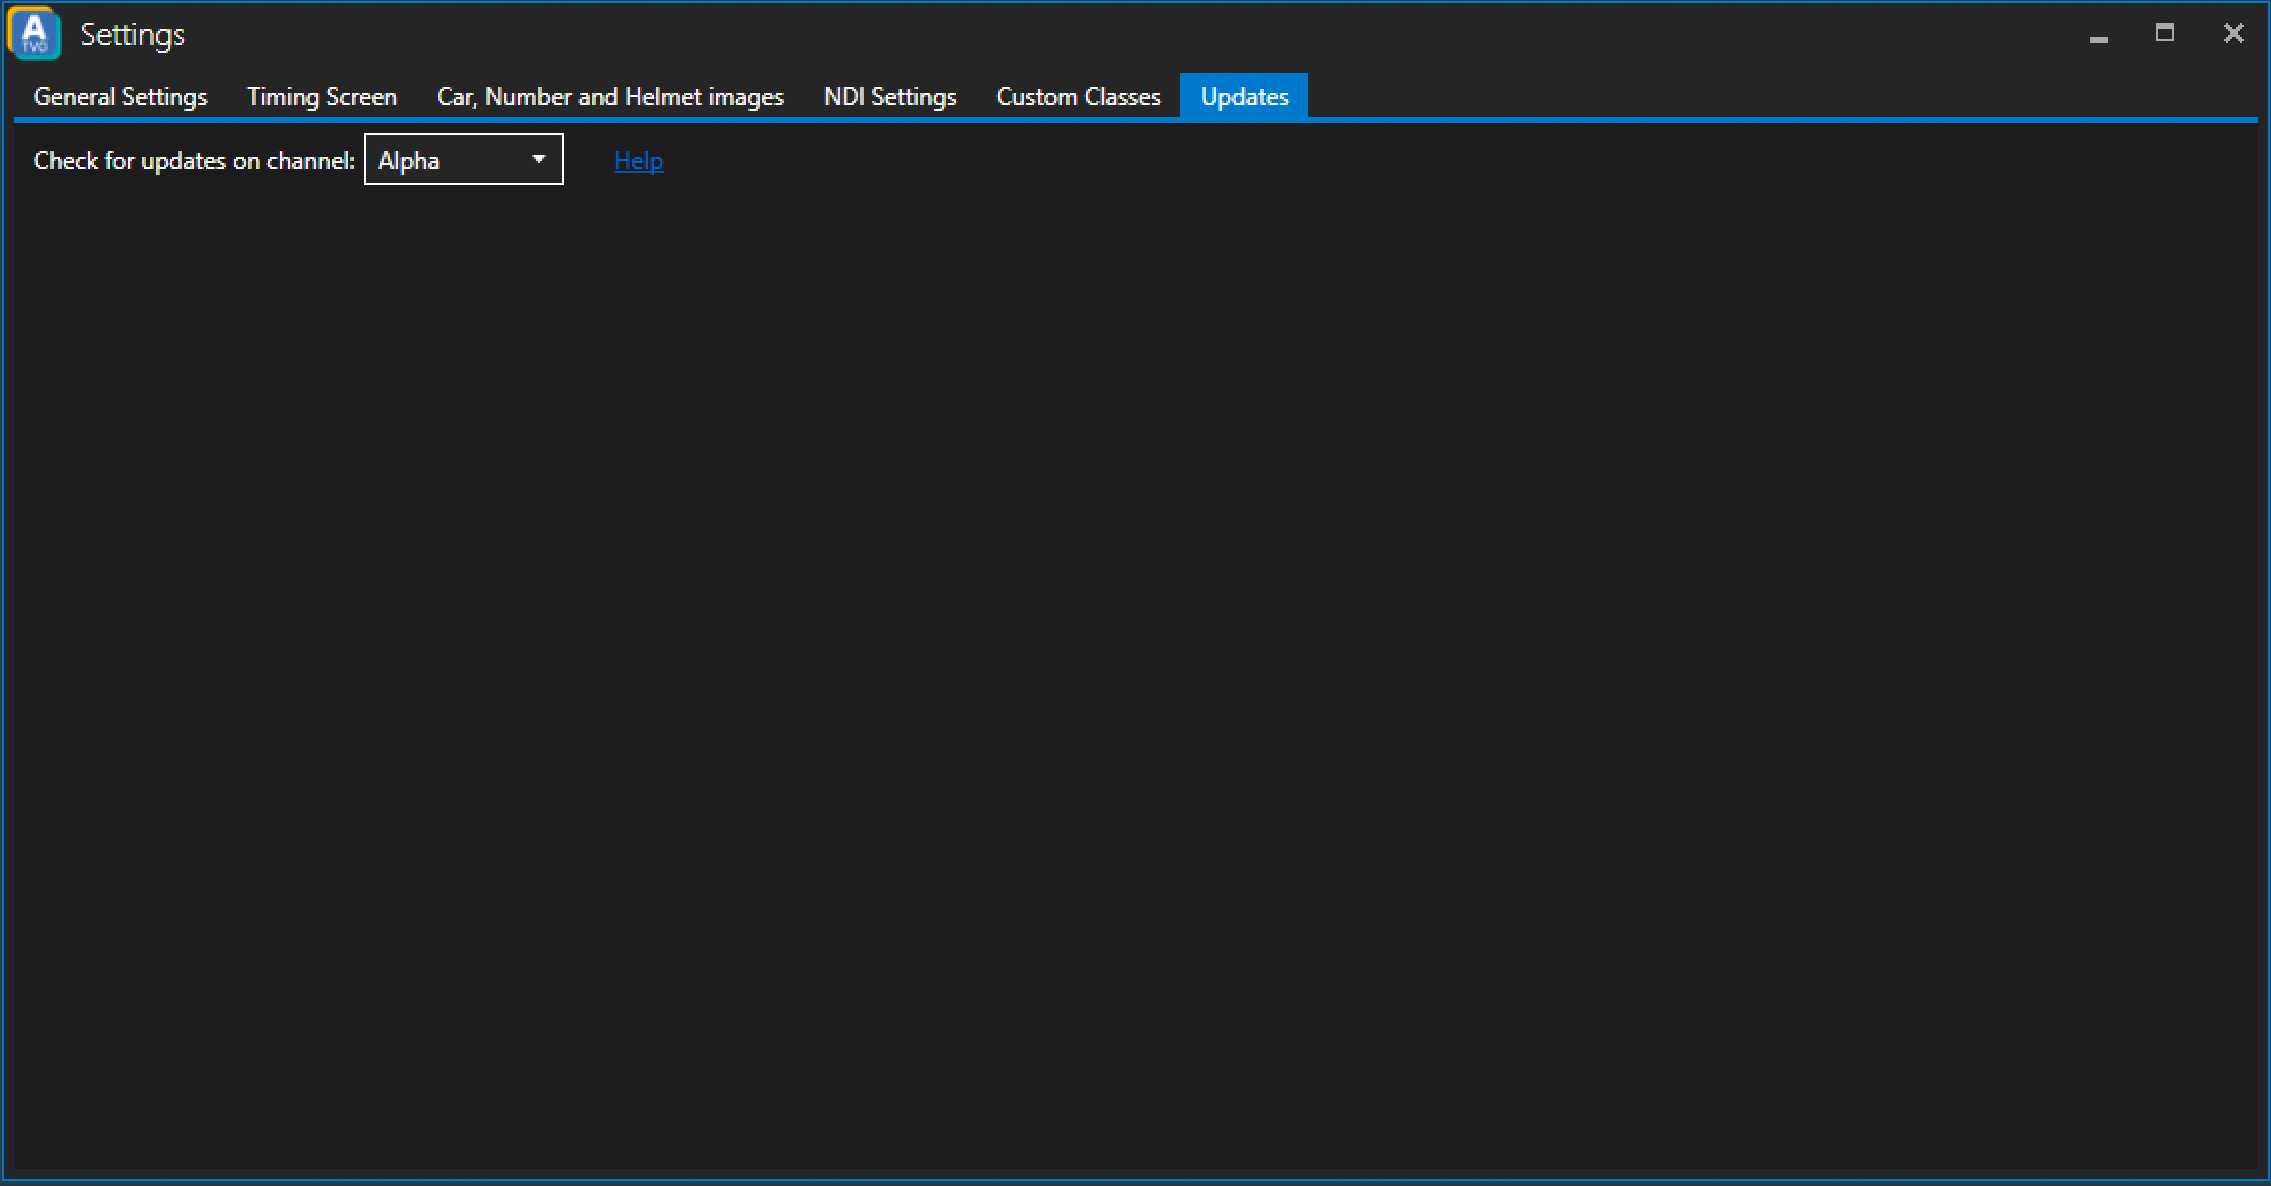 A
TVO
Settings
General Settings Timing Screen Car, Number and Helmet images NDI Settings Custom Classes Updates
Check for updates on channel: Alpha Help